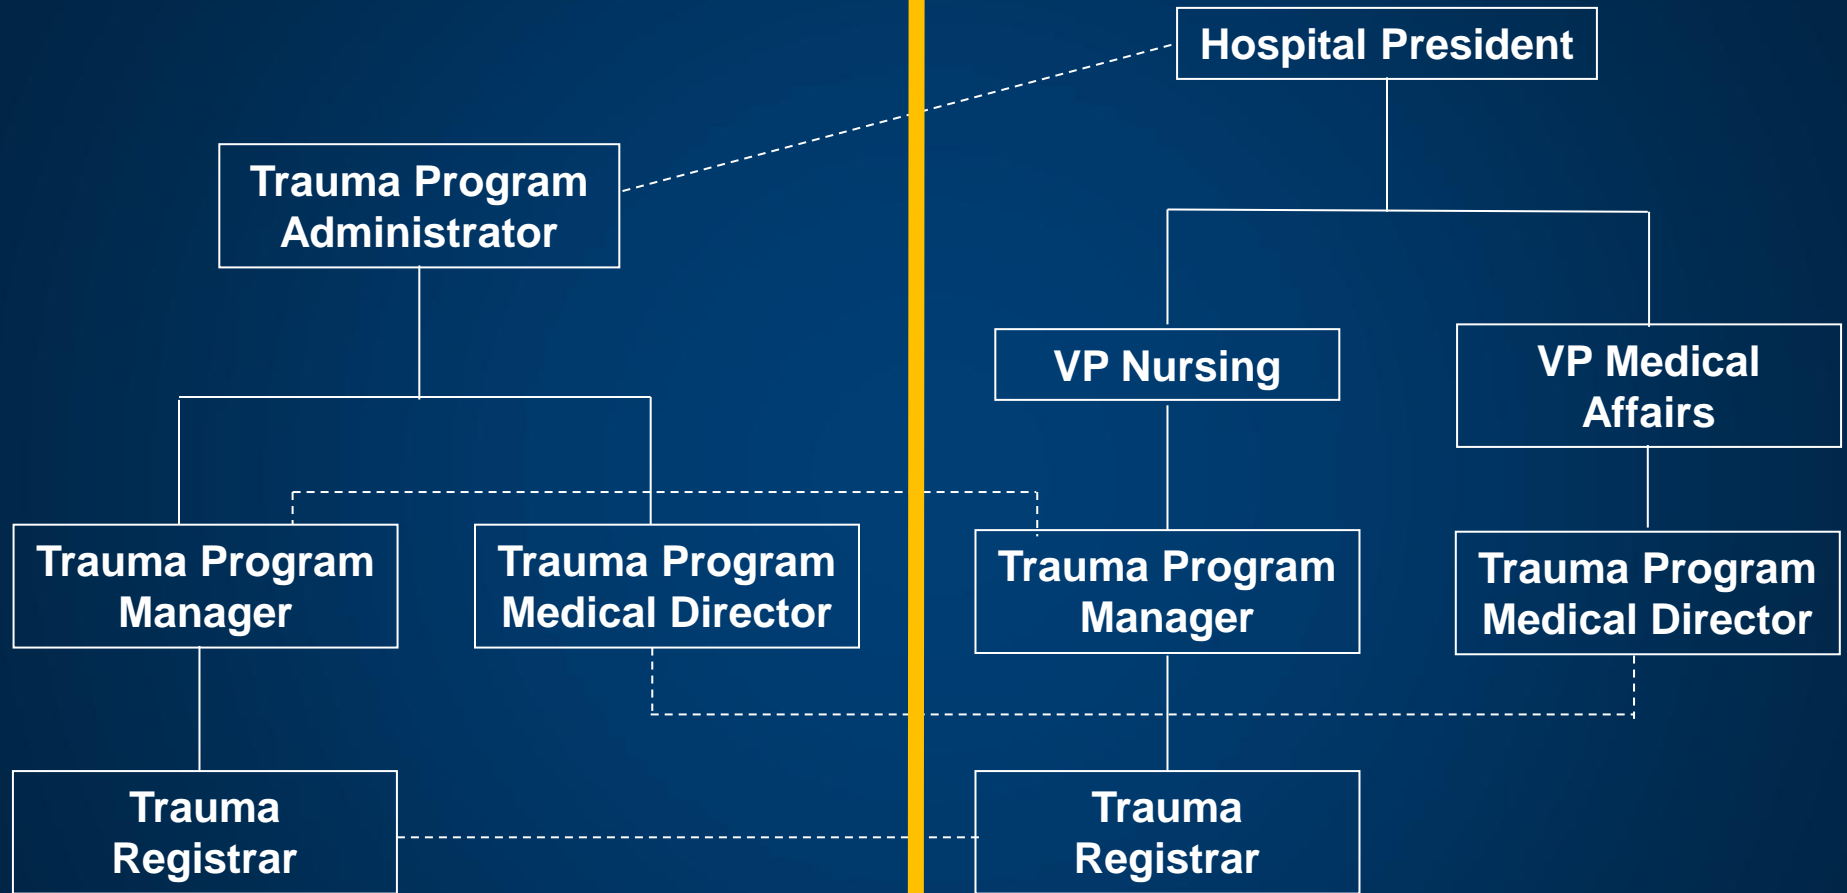 Hospital President
Trauma Program
Administrator
VP Nursing
VP Medical
Affairs
Trauma Program
Manager
Trauma Program
Medical Director
Trauma Program
Manager
Trauma Program
Medical Director
Trauma
Registrar
Trauma
Registrar